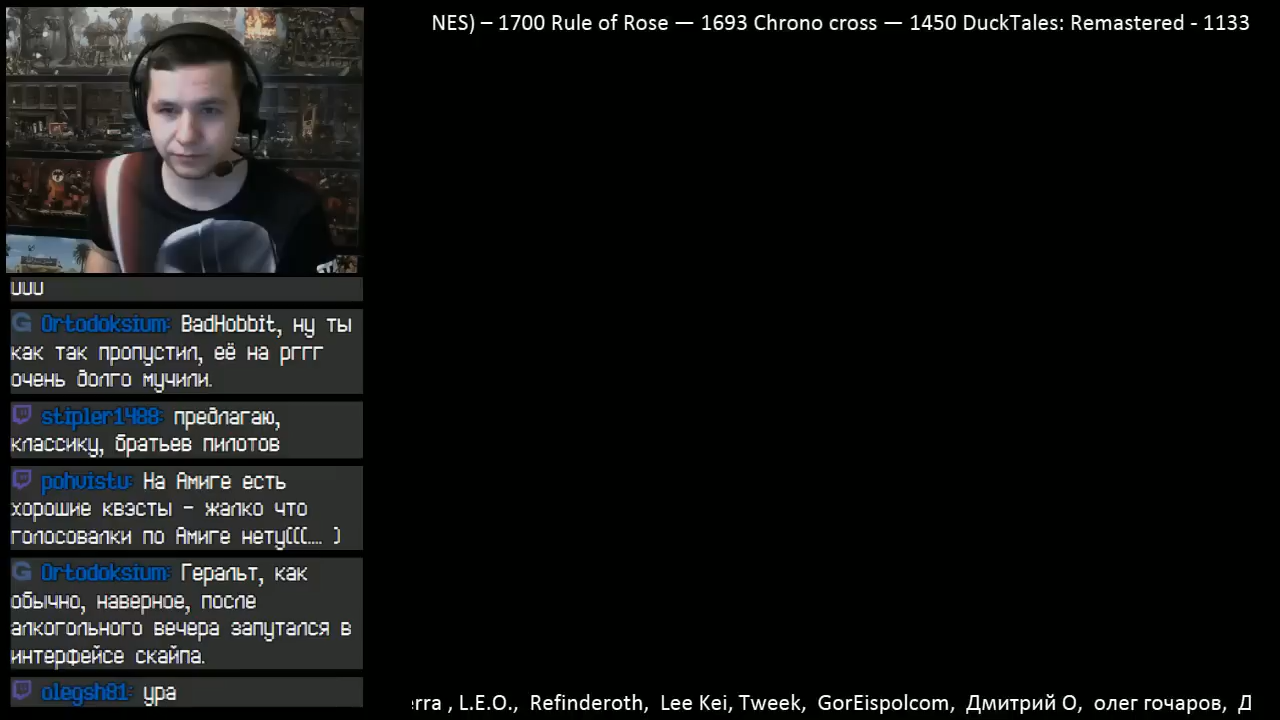 NES) – 1700 Rule of Rose — 1693 Chrono cross — 1450 DuckTales: Remastered - 1133
UUU
Ortodoksium: BadHobbit, ну ты
как так пропустил, её на рггг
очень долго мучили.
stipler1488: предлагаю,
классику, братьев пилотов
pohuistu: На Амиге есть
хорошие квэсты - жалко что
голосовалки по Амиге нету(((.... )
Ortodoksium: Геральт, как
обычно, наверное, после
алкогольного вечера запутался в
интерфейсе скайпа.
olegsh81: ура
erra , L.E.O., Refinderoth, Lee Kei, Tweek, GorEispolcom, Дмитрий О, олег гочаров, Д